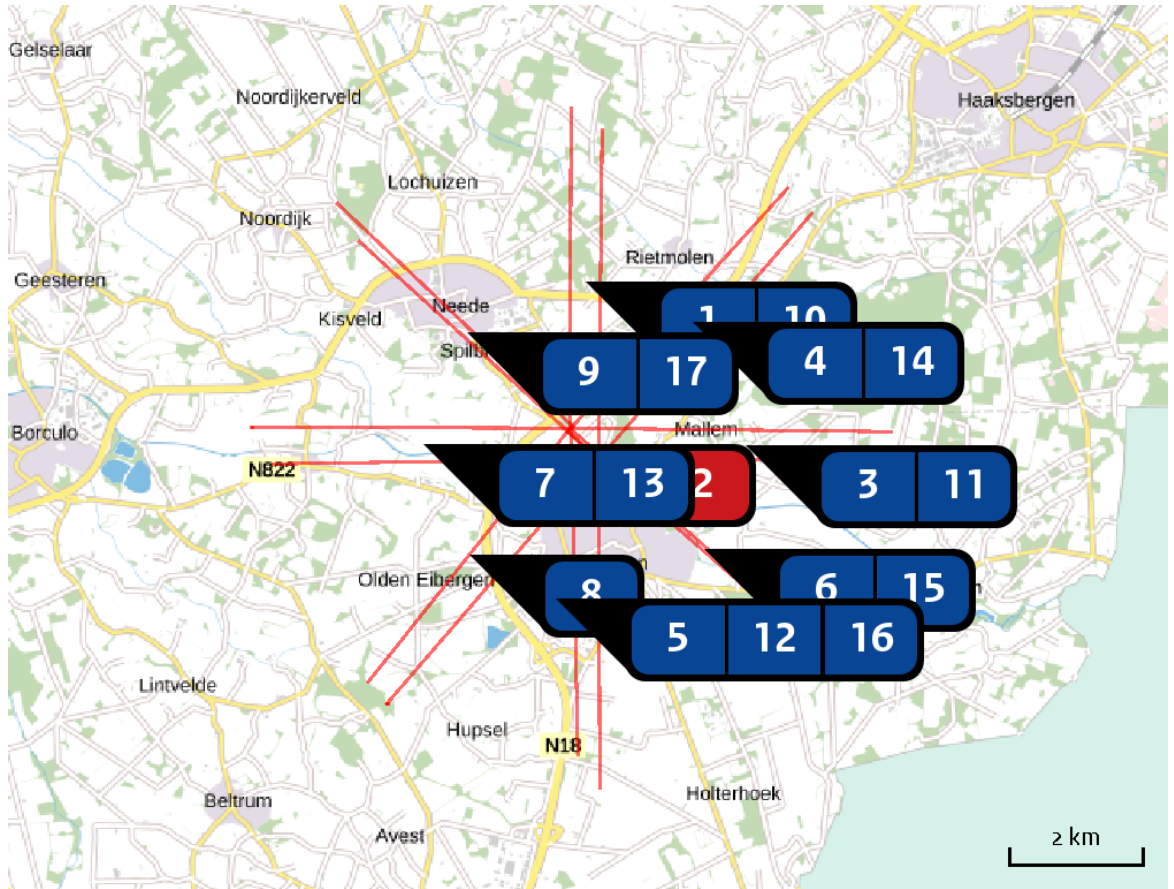 Gelselaar
Noordijkerveld
Haaksbergen
Lochuizen
Noordijk
Rietmolen
Geesteren
Neede
Kisveld
1 10
4 14
9 17
Mallem
Borculo
N822
7 13
2
3 11
Olden Eibergen
8
6 15
5 12 16
Lintvelde
Hupsel
N18
Holterhoek
Beltrum
Avest
2 km